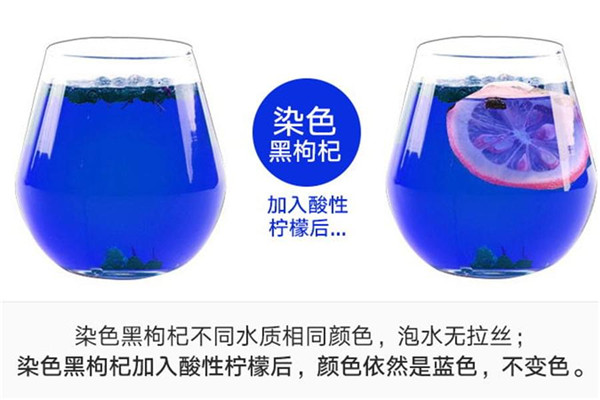 染色
黑枸杞
加入酸性
柠檬后...
染色黑枸杞不同水质相同颜色，泡水无拉丝；
染色黑枸杞加入酸性柠檬后，颜色依然是蓝色，不变色。